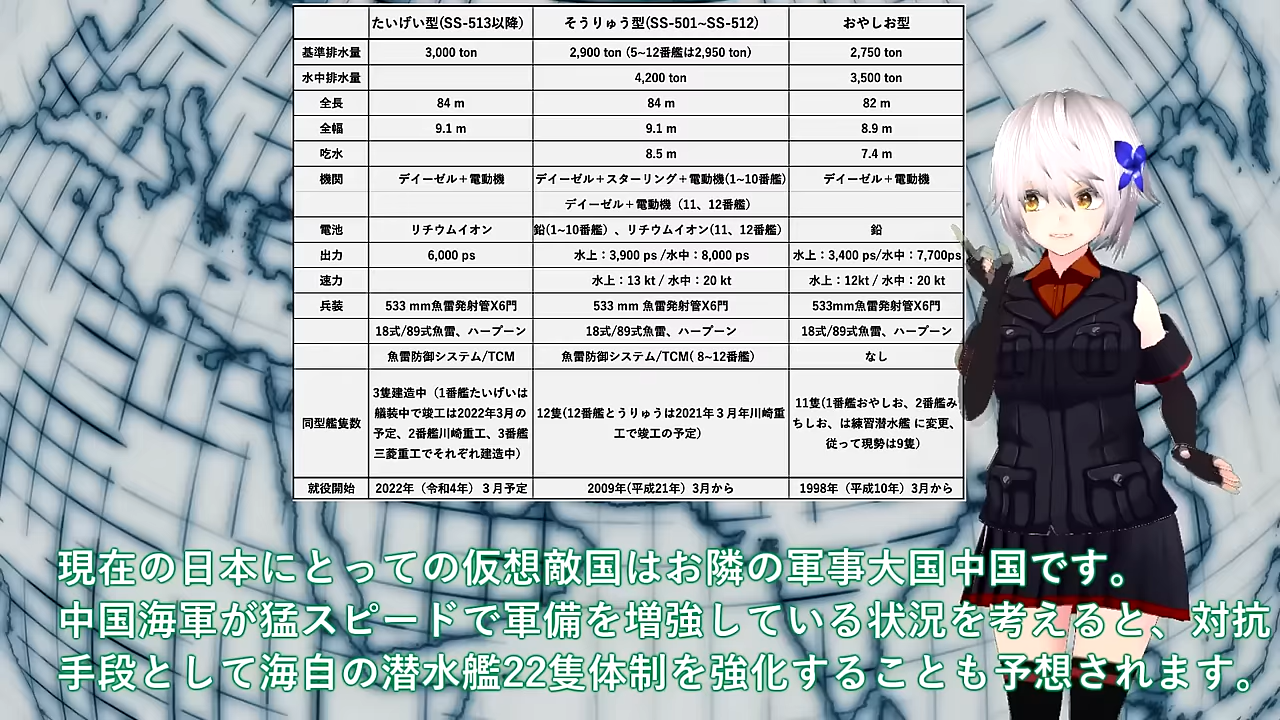 たいげい型(SS-513以降) そうりゅう型(SS-501~SS-512) おやしお型
基準排水量 3,000 ton 2,900 ton (5~12番艦は2,950 ton) 2,750 ton
水中排水量 4,200 ton 3,500 ton
全長 84 m 84 m 82 m
全幅 9.1 m 9.1 m 8.9 m
吃水 8.5 m 7.4 m
機関 デイーゼル＋電動機 デイーゼル＋スターリング＋電動機(1~10番艦) デイーゼル＋電動機
デイーゼル＋電動機（11、12番艦）
電池 リチウムイオン 鉛(1~10番艦）、リチウムイオン(11、12番艦） 鉛
出力 6,000 ps 水上：3,900 ps /水中：8,000 ps 水上：3,400 ps/水中：7,700ps
速力 水上：13 kt / 水中：20 kt 水上：12kt / 水中：20 kt
兵装 533 mm魚雷発射管X6門 533 mm 魚雷発射管X6門 533mm魚雷発射管X6門
18式/89式魚雷、ハープーン 18式/89式魚雷、ハープーン 18式/89式魚雷、ハープーン
魚雷防御システム/TCM 魚雷防御システム/TCM( 8~12番艦） なし
同型艦隻数 3隻建造中（1番艦たいげいは艤装中で竣工は2022年3月の予定、2番艦川崎重工、3番艦三菱重工でそれぞれ建造中） 12隻(12番艦とうりゅうは2021年３月年川崎重工で竣工の予定） 11隻(1番艦おやしお、2番艦みちしお、は練習潜水艦 に変更、従って現勢は9隻）
就役開始 2022年（令和4年）３月予定 2009年(平成21年）3月から 1998年（平成10年）3月から
現在の日本にとっての仮想敵国はお隣の軍事大国中国です。
中国海軍が猛スピードで軍備を増強している状況を考えると、対抗
手段として海自の潜水艦22隻体制を強化することも予想されます。